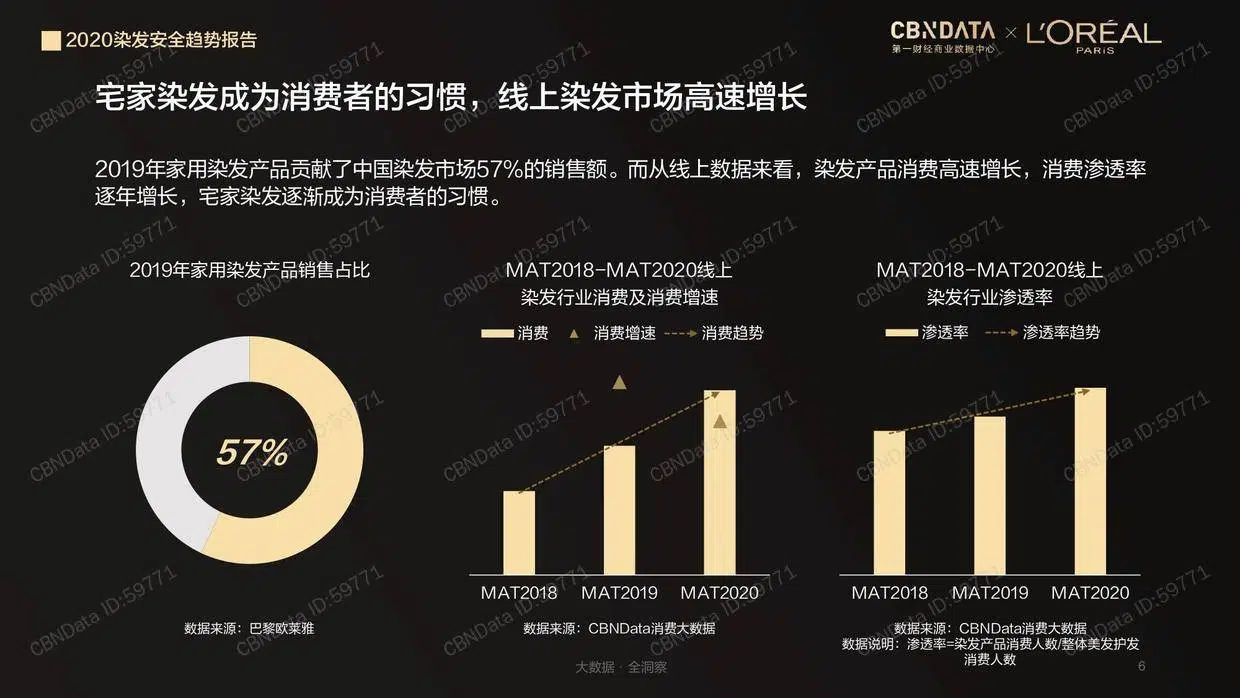 2020染发安全趋势报告
CBNDATA × L'ORÉAL
第一财经商业数据中心 PARIS
宅家染发成为消费者的习惯，线上染发市场高速增长
2019年家用染发产品贡献了中国染发市场57%的销售额。而从线上数据来看，染发产品消费高速增长，消费渗透率
逐年增长，宅家染发逐渐成为消费者的习惯。
2019年家用染发产品销售占比
57%
数据来源：巴黎欧莱雅
MAT2018-MAT2020线上
染发行业消费及消费增速
消费 消费增速 消费趋势
MAT2018 MAT2019 MAT2020
数据来源：CBNData消费大数据
MAT2018-MAT2020线上
染发行业渗透率
渗透率 渗透率趋势
MAT2018 MAT2019 MAT2020
数据来源：CBNData消费大数据
数据说明：渗透率=染发产品消费人数/整体美发护发
消费人数
大数据·全洞察
6
CBNData ID:59771